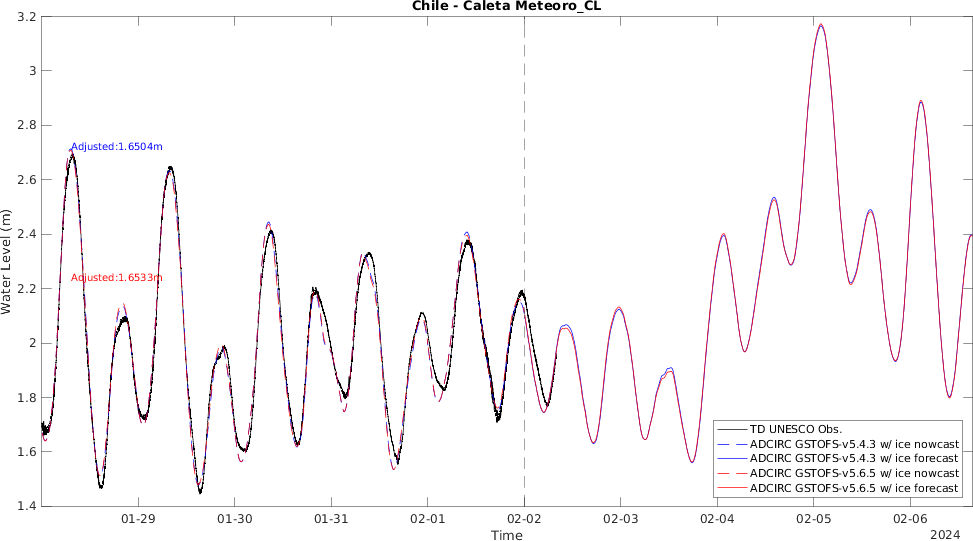 Chile - Caleta Meteoro_CL
3.2
3
2.8
2.6
2.4
2.2
2
1.8
1.6
1.4
Water Level (m)
Adjusted:1.6504m
Adjusted:1.6533m
TD UNESCO Obs.
ADCIRC GSTOFS-v5.4.3 w/ ice nowcast
ADCIRC GSTOFS-v5.4.3 w/ ice forecast
ADCIRC GSTOFS-v5.6.5 w/ ice nowcast
ADCIRC GSTOFS-v5.6.5 w/ ice forecast
01-29 01-30 01-31 02-01 02-02 02-03 02-04 02-05 02-06
Time
2024